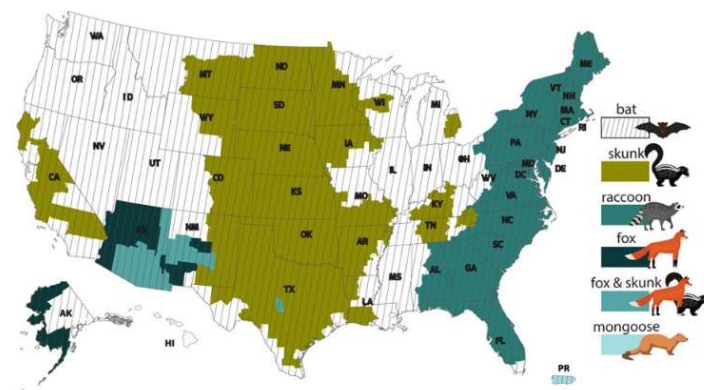 WA
ME
MT
ND
MN
OR
ID
VT
NH
WI
MI
NY
MA
SD
WY
CT
RI
IA
PA
NE
NJ
NV
OH
UT
IL
IN
MD
DE
DC
CA
CO
WV
VA
KS
MO
KY
NC
TN
NM
OK
AR
SC
MS
AL
GA
TX
LA
AK
FL
HI
PR
bat
skunk
raccoon
fox
fox & skunk
mongoose